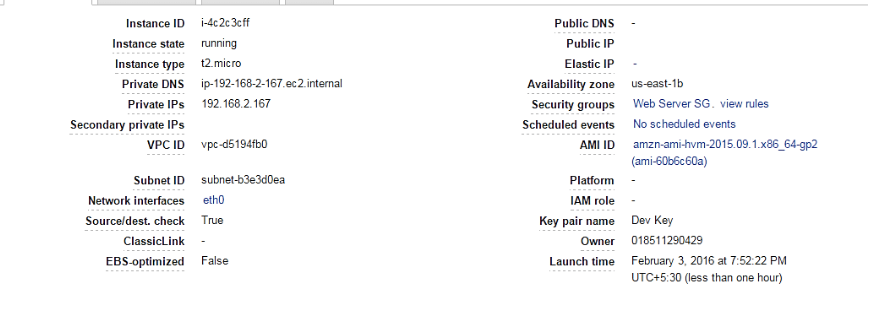 Instance ID i-4c2c3cff Public DNS -
Instance state running Public IP
Instance type t2.micro Elastic IP -
Private DNS ip-192-168-2-167.ec2.internal Availability zone us-east-1b
Private IPs 192.168.2.167 Security groups Web Server SG. view rules
Secondary private IPs Scheduled events No scheduled events
VPC ID vpc-d5194fb0 AMI ID amzn-ami-hvm-2015.09.1.x86_64-gp2
(ami-60b6c60a)
Subnet ID subnet-b3e3d0ea Platform -
Network interfaces eth0 IAM role -
Source/dest. check True Key pair name Dev Key
ClassicLink - Owner 018511290429
EBS-optimized False Launch time February 3, 2016 at 7:52:22 PM
UTC+5:30 (less than one hour)